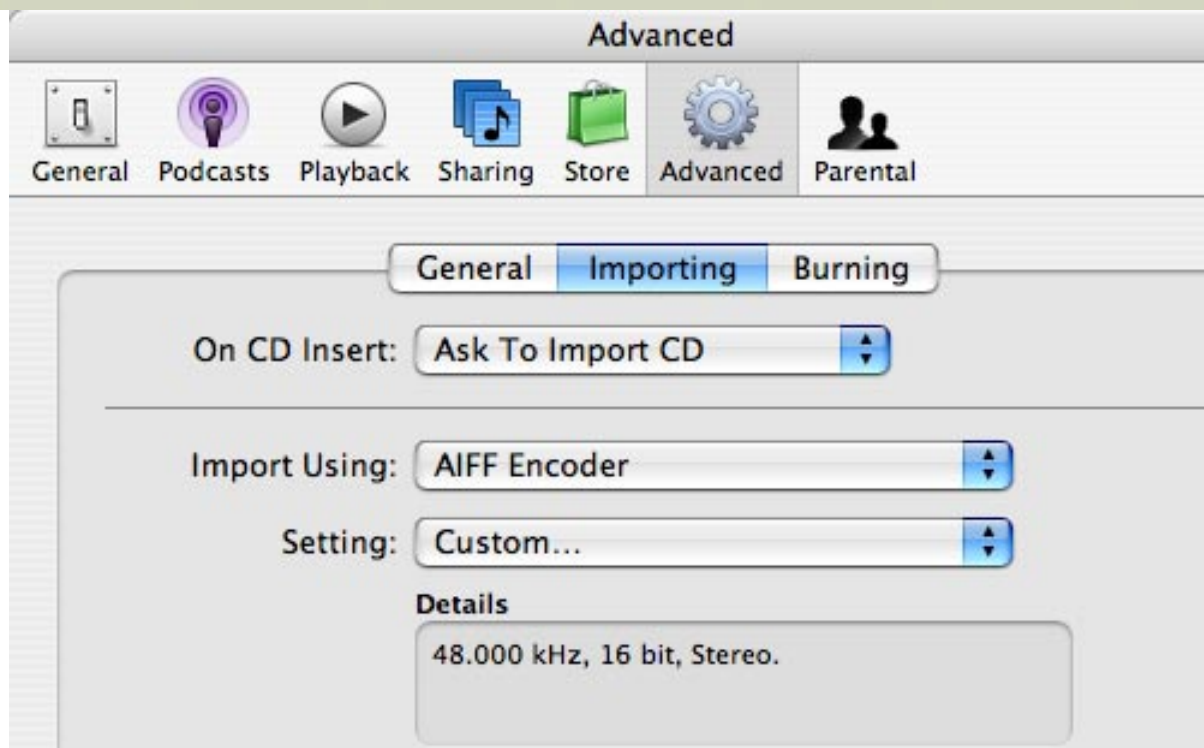 Advanced
General Podcasts Playback Sharing Store Advanced Parental
General Importing Burning
On CD Insert: Ask To Import CD
Import Using: AIFF Encoder
Setting: Custom...
Details
48.000 kHz, 16 bit, Stereo.